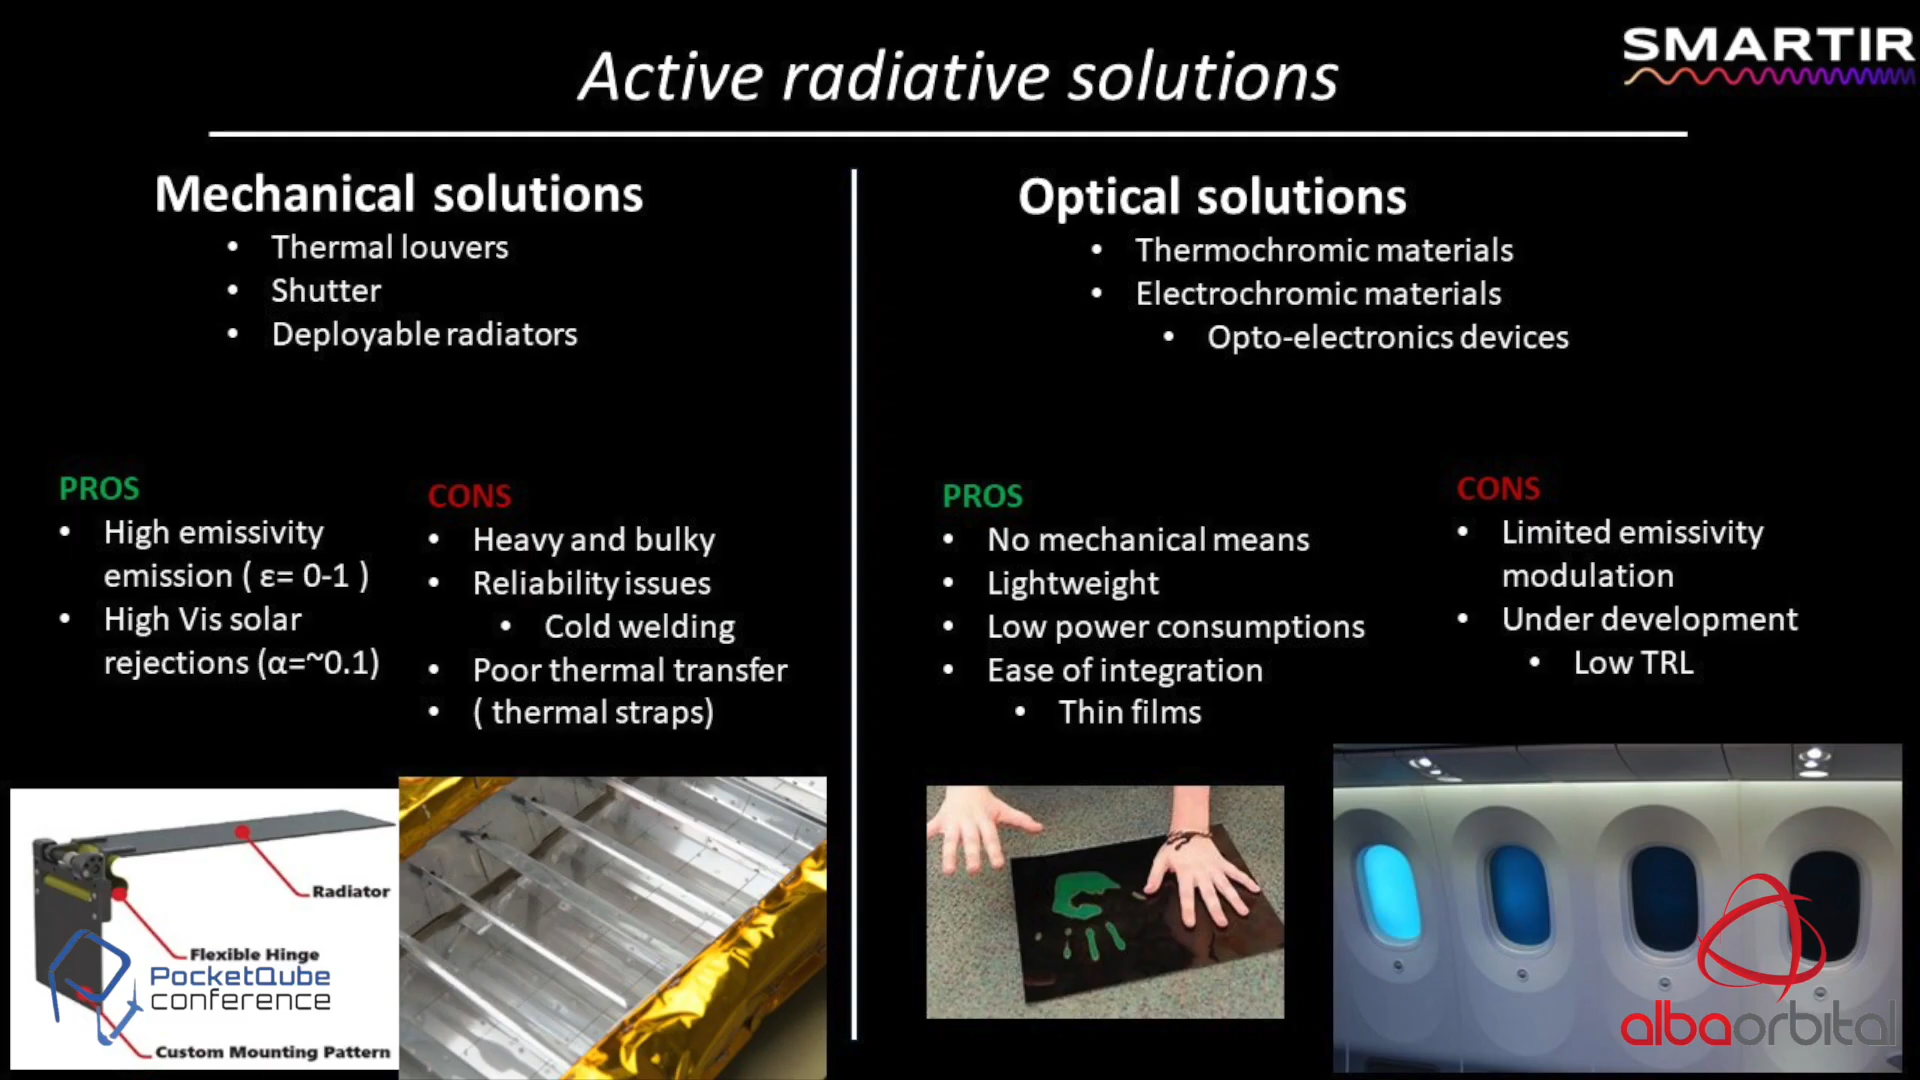 SMARTIR
Active radiative solutions
Mechanical solutions
• Thermal louvers
• Shutter
• Deployable radiators
PROS
• High emissivity
emission ( ε= 0-1 )
• High Vis solar
rejections (α=~0.1)
CONS
• Heavy and bulky
• Reliability issues
• Cold welding
• Poor thermal transfer
• ( thermal straps)
Radiator
Flexible Hinge
PocketQube
conference
Custom Mounting Pattern
Optical solutions
• Thermochromic materials
• Electrochromic materials
• Opto-electronics devices
PROS
• No mechanical means
• Lightweight
• Low power consumptions
• Ease of integration
• Thin films
CONS
• Limited emissivity
modulation
• Under development
• Low TRL
albaorbital